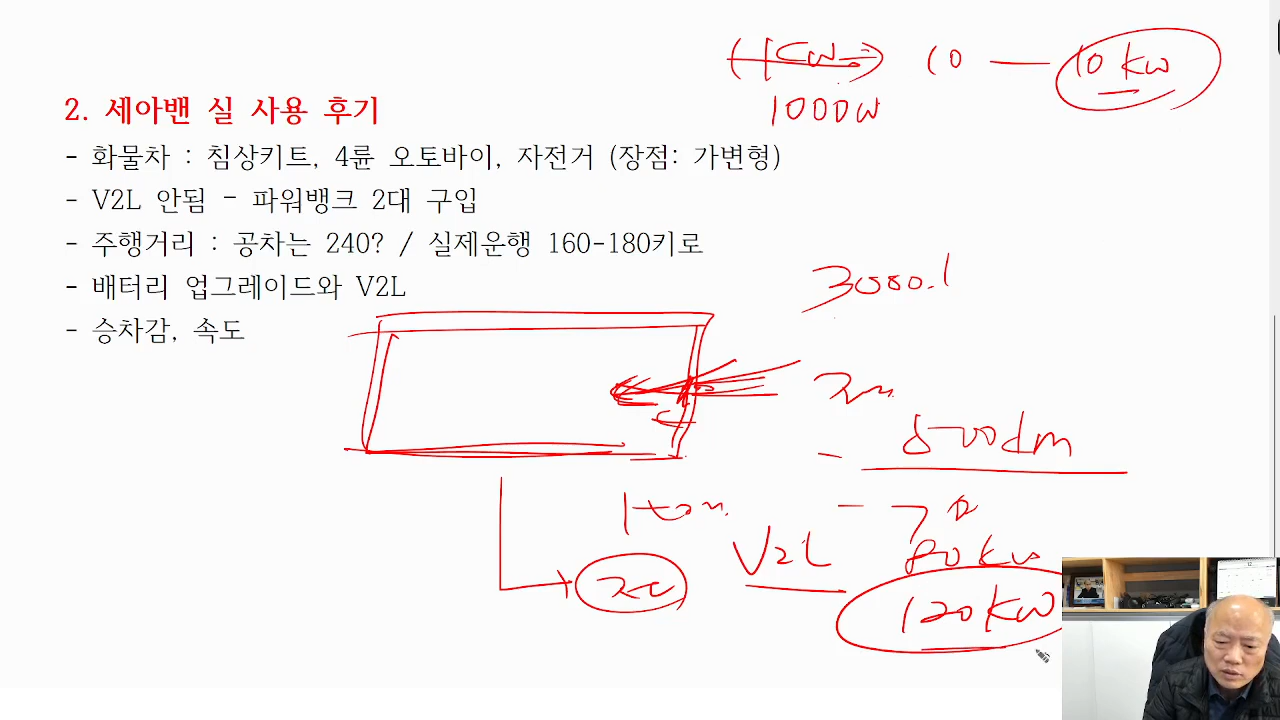 1CW
1000W
10 — 10 kw
2. 세아밴 실 사용 후기
- 화물차 : 침상키트, 4륜 오토바이, 자전거 (장점: 가변형)
- V2L 안됨 - 파워뱅크 2대 구입
- 주행거리 : 공차는 240? / 실제운행 160-180키로
- 배터리 업그레이드와 V2L
- 승차감, 속도
V2L
80 kw
120kw